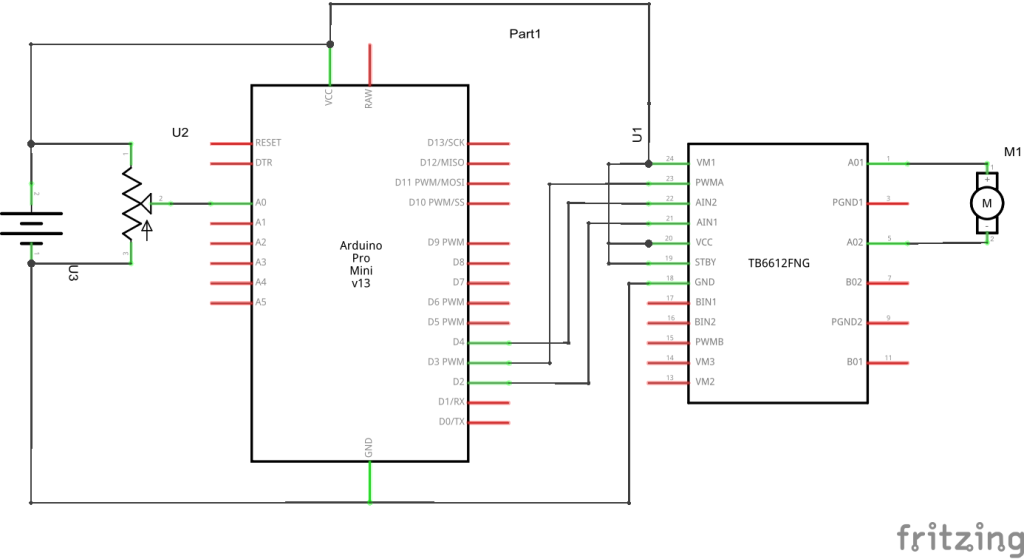 Part1
VCC
RAW
U2
U1
M1
RESET
DTR
A0
A1
A2
A3
A4
A5
D13/SCK
D12/MISO
D11 PWM/MOSI
D10 PWM/SS
D9 PWM
D8
D7
D6 PWM
D5 PWM
D4
D3 PWM
D2
D1/RX
D0/TX
GND
Arduino
Pro
Mini
v13
1
2
3
2
1
U3
24 VM1
23 PWMA
22 AIN2
21 AIN1
20 VCC
19 STBY
18 GND
17 BIN1
16 BIN2
15 PWMB
14 VM3
13 VM2
TB6612FNG
A01 1
PGND1 3
A02 5
B02 7
PGND2 9
B01 11
1
+
M
-
2
fritzing